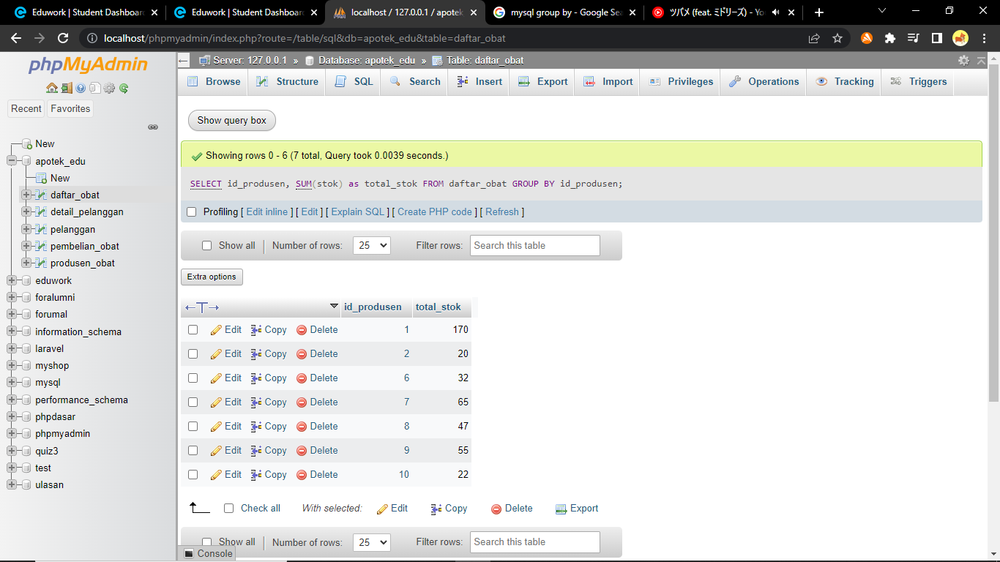 Eduwork | Student Dashboar
Eduwork | Student Dashboar
localhost / 127.0.0.1 / apotek
mysql group by - Google Sea
ツバメ (feat. ミドリーズ) - Yo
localhost/phpmyadmin/index.php?route=/table/sql&db=apotek_edu&table=daftar_obat
phpMyAdmin
Recent
Favorites
New
apotek_edu
New
daftar_obat
detail_pelanggan
pelanggan
pembelian_obat
produsen_obat
eduwork
foralumni
forumal
information_schema
laravel
myshop
mysql
performance_schema
phpdasar
phpmyadmin
quiz3
test
ulasan
Server: 127.0.0.1 » Database: apotek_edu » Table: daftar_obat
Browse Structure SQL Search Insert Export Import Privileges Operations Tracking Triggers
Show query box
Showing rows 0 - 6 (7 total, Query took 0.0039 seconds.)
SELECT id_produsen, SUM(stok) as total_stok FROM daftar_obat GROUP BY id_produsen;
Profiling [ Edit inline ] [ Edit ] [ Explain SQL ] [ Create PHP code ] [ Refresh ]
Show all Number of rows: 25 Filter rows: Search this table
Extra options
←T→ id_produsen total_stok
Edit Copy Delete 1 170
Edit Copy Delete 2 20
Edit Copy Delete 6 32
Edit Copy Delete 7 65
Edit Copy Delete 8 47
Edit Copy Delete 9 55
Edit Copy Delete 10 22
Check all With selected: Edit Copy Delete Export
Show all Number of rows: 25 Filter rows: Search this table
Console